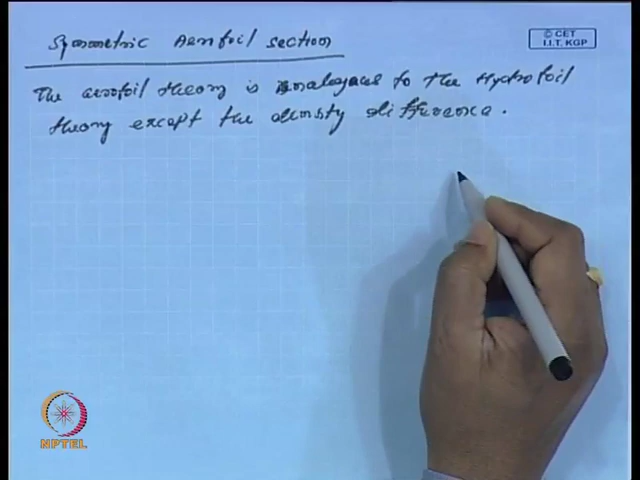 Symmetric Aerofoil section
© CET
I.I.T. KGP
The aerofoil theory is analogous to the Hydrofoil
theory except the density difference.
NPTEL